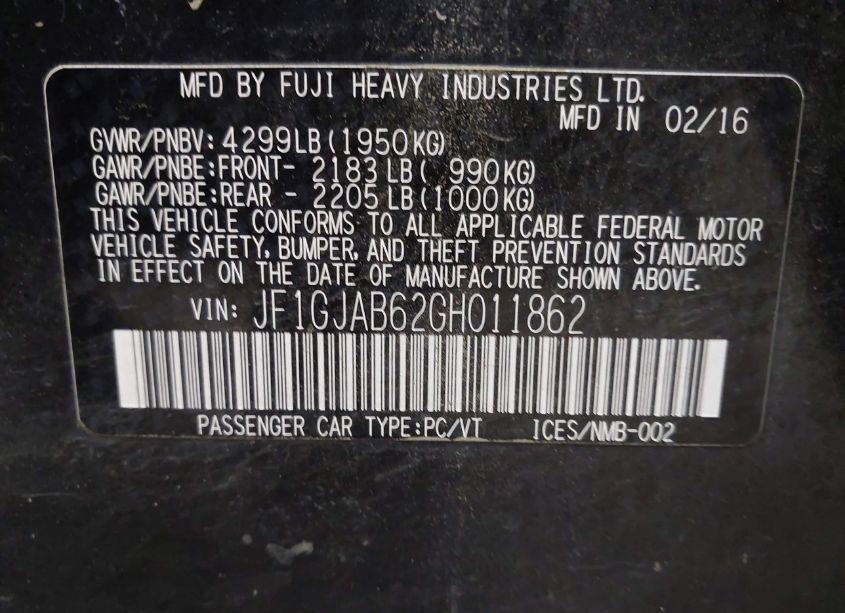 MFD BY FUJI HEAVY INDUSTRIES LTD.
MFD IN 02/16
GVWR/PNBV: 4299LB(1950KG)
GAWR/PNBE:FRONT- 2183 LB( 990KG)
GAWR/PNBE:REAR - 2205 LB(1000KG)
THIS VEHICLE CONFORMS TO ALL APPLICABLE FEDERAL MOTOR
VEHICLE SAFETY, BUMPER, AND THEFT PREVENTION STANDARDS
IN EFFECT ON THE DATE OF MANUFACTURE SHOWN ABOVE.
VIN: JF1GJAB62GH011862
PASSENGER CAR TYPE:PC/VT ICES/NMB-002